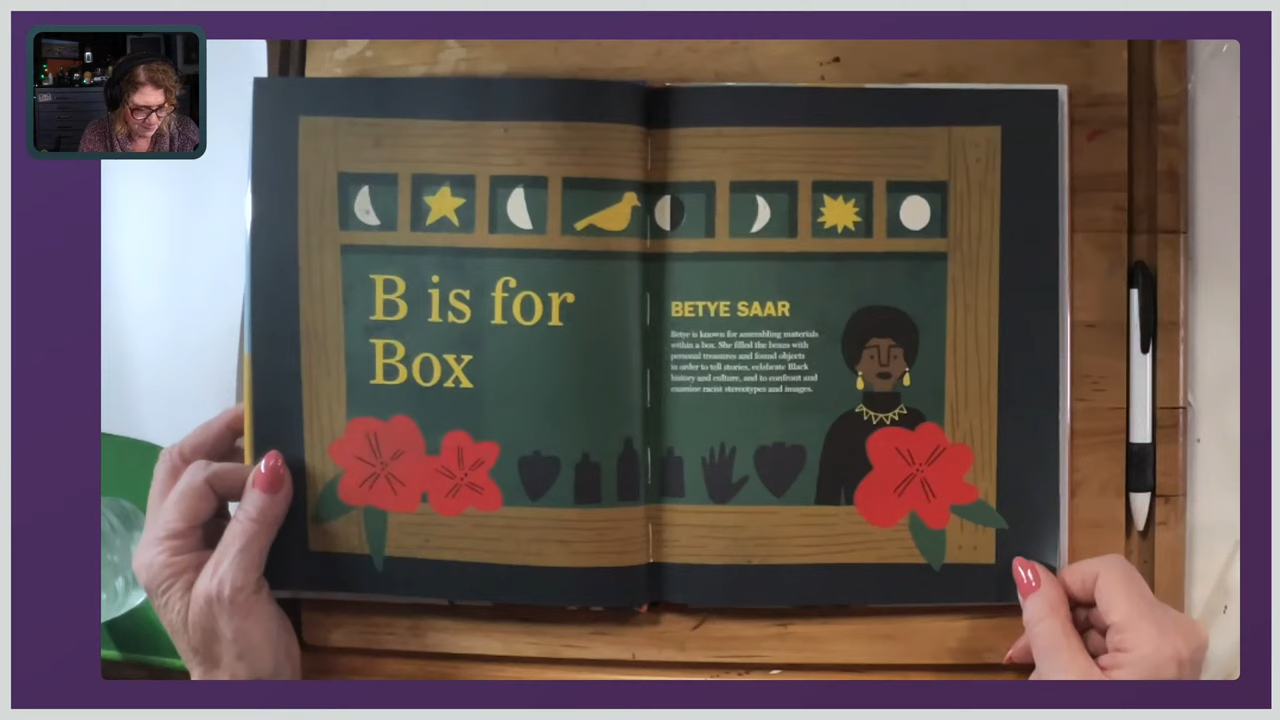 B is for
Box
BETYE SAAR
Betye is known for assembling materials
within a box. She filled the boxes with
personal treasures and found objects
in order to tell stories, celebrate Black
history and culture, and to confront and
examine racist stereotypes and images.